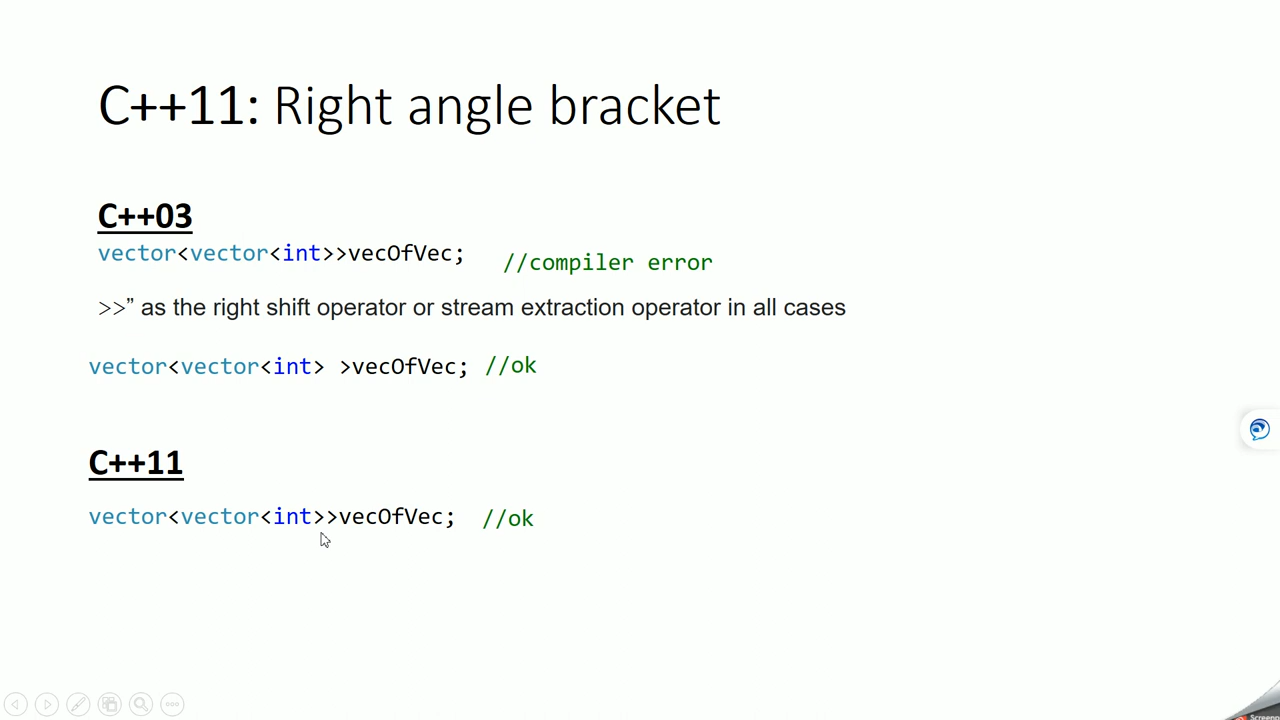 C++11: Right angle bracket
C++03
vector<vector<int>>vecOfVec; //compiler error
>>” as the right shift operator or stream extraction operator in all cases
vector<vector<int> >vecOfVec; //ok
C++11
vector<vector<int>>vecOfVec; //ok